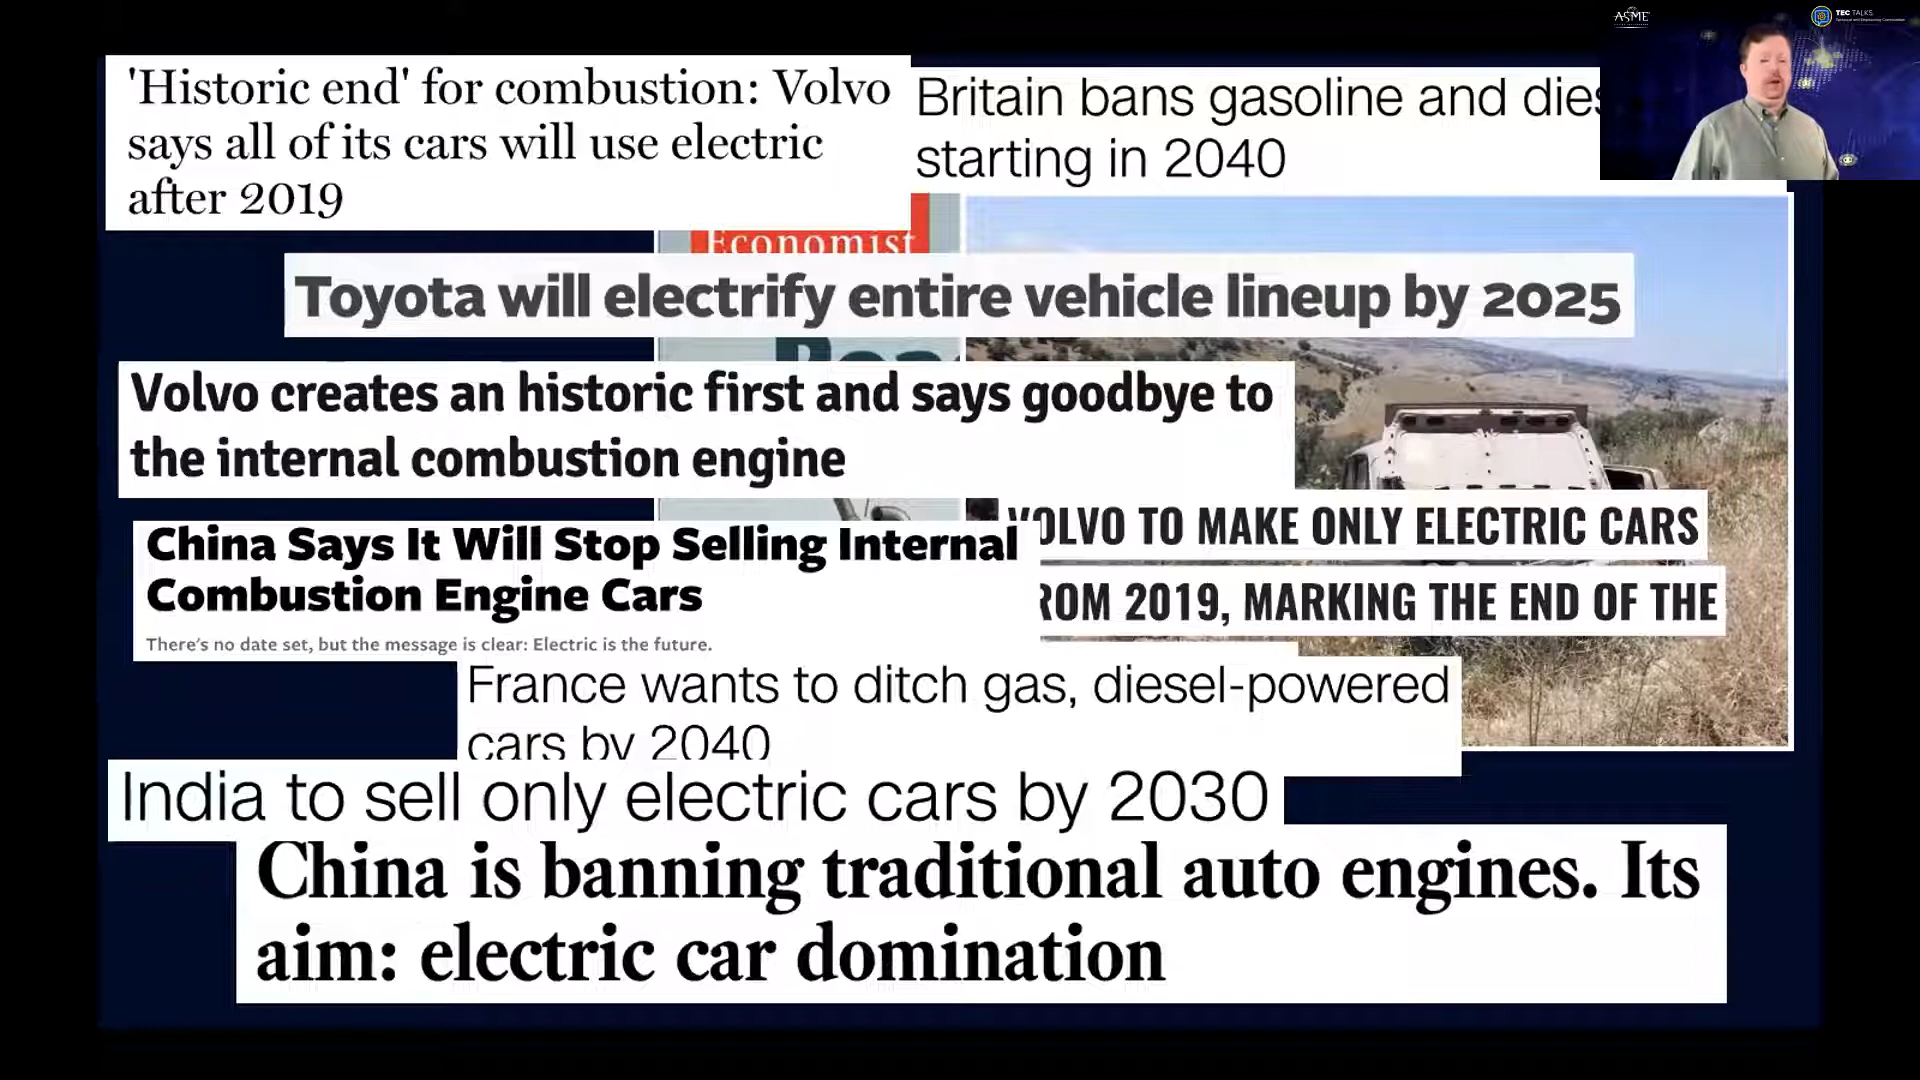 ASME
TEC TALKS
'Historic end' for combustion: Volvo
says all of its cars will use electric
after 2019
Britain bans gasoline and
starting in 2040
Economist
Toyota will electrify entire vehicle lineup by 2025
Volvo creates an historic first and says goodbye to
the internal combustion engine
China Says It Will Stop Selling Internal
Combustion Engine Cars
There's no date set, but the message is clear: Electric is the future.
VOLVO TO MAKE ONLY ELECTRIC CARS
ROM 2019, MARKING THE END OF THE
France wants to ditch gas, diesel-powered
cars by 2040
India to sell only electric cars by 2030
China is banning traditional auto engines. Its
aim: electric car domination